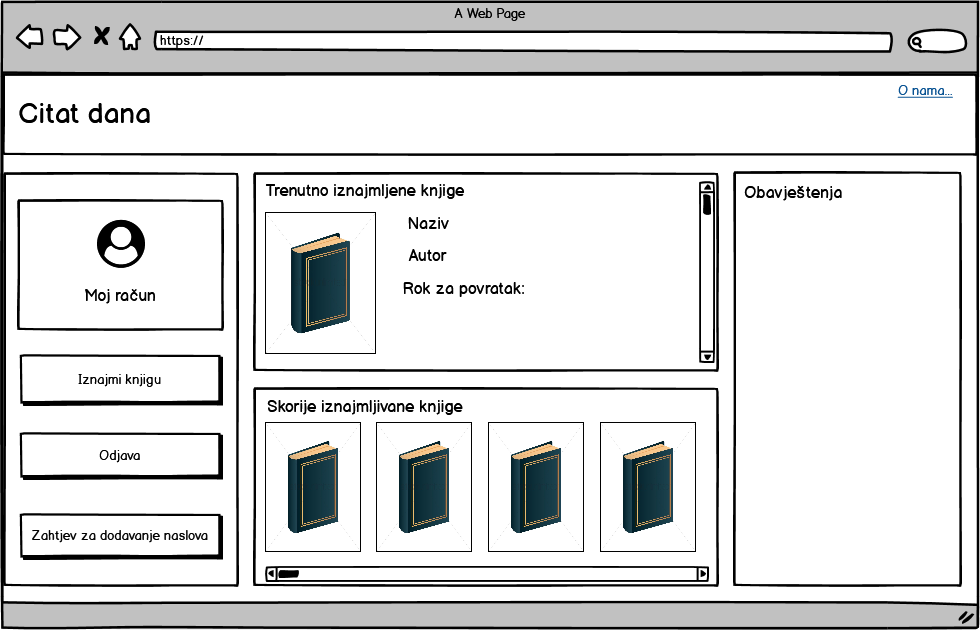 A Web Page
https://
O nama...
Citat dana
Moj račun
Iznajmi knjigu
Odjava
Zahtjev za dodavanje naslova
Trenutno iznajmljene knjige
Naziv
Autor
Rok za povratak:
Skorije iznajmljivane knjige
Obavještenja